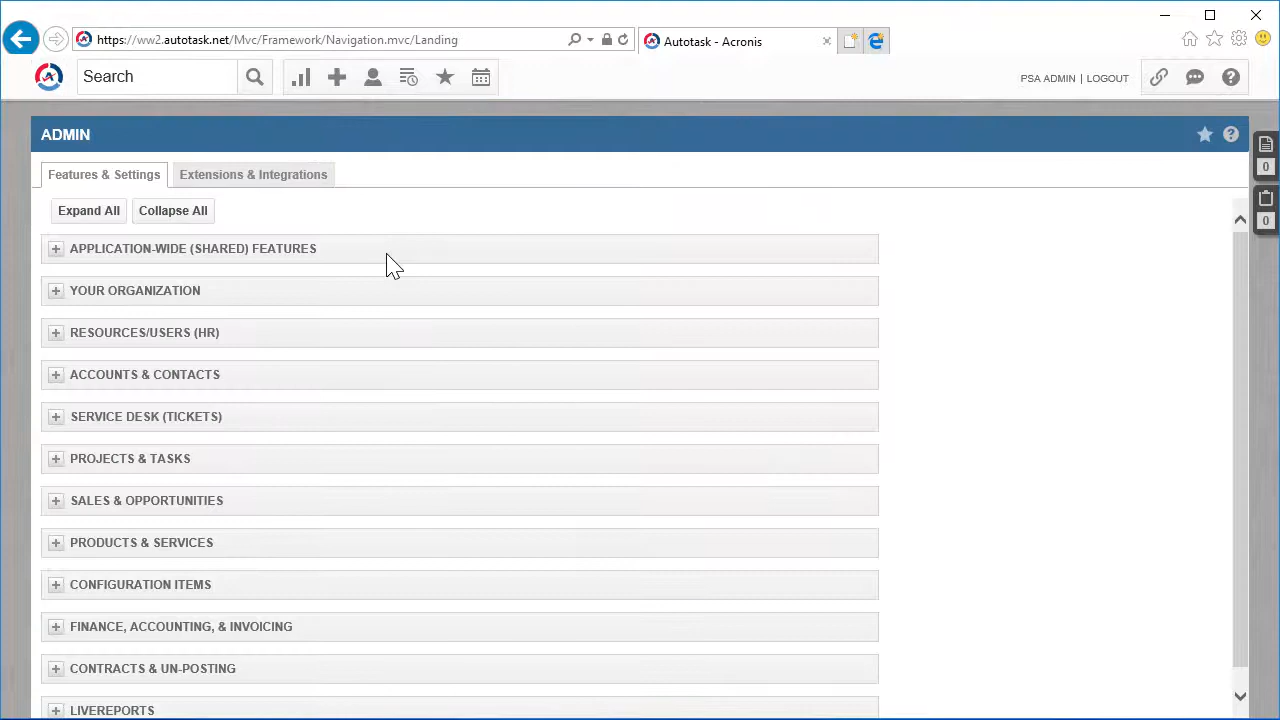 https://ww2.autotask.net/Mvc/Framework/Navigation.mvc/Landing
Autotask - Acronis
Search
PSA ADMIN | LOGOUT
ADMIN
Features & Settings
Extensions & Integrations
Expand All
Collapse All
APPLICATION-WIDE (SHARED) FEATURES
YOUR ORGANIZATION
RESOURCES/USERS (HR)
ACCOUNTS & CONTACTS
SERVICE DESK (TICKETS)
PROJECTS & TASKS
SALES & OPPORTUNITIES
PRODUCTS & SERVICES
CONFIGURATION ITEMS
FINANCE, ACCOUNTING, & INVOICING
CONTRACTS & UN-POSTING
LIVEREPORTS
0
0